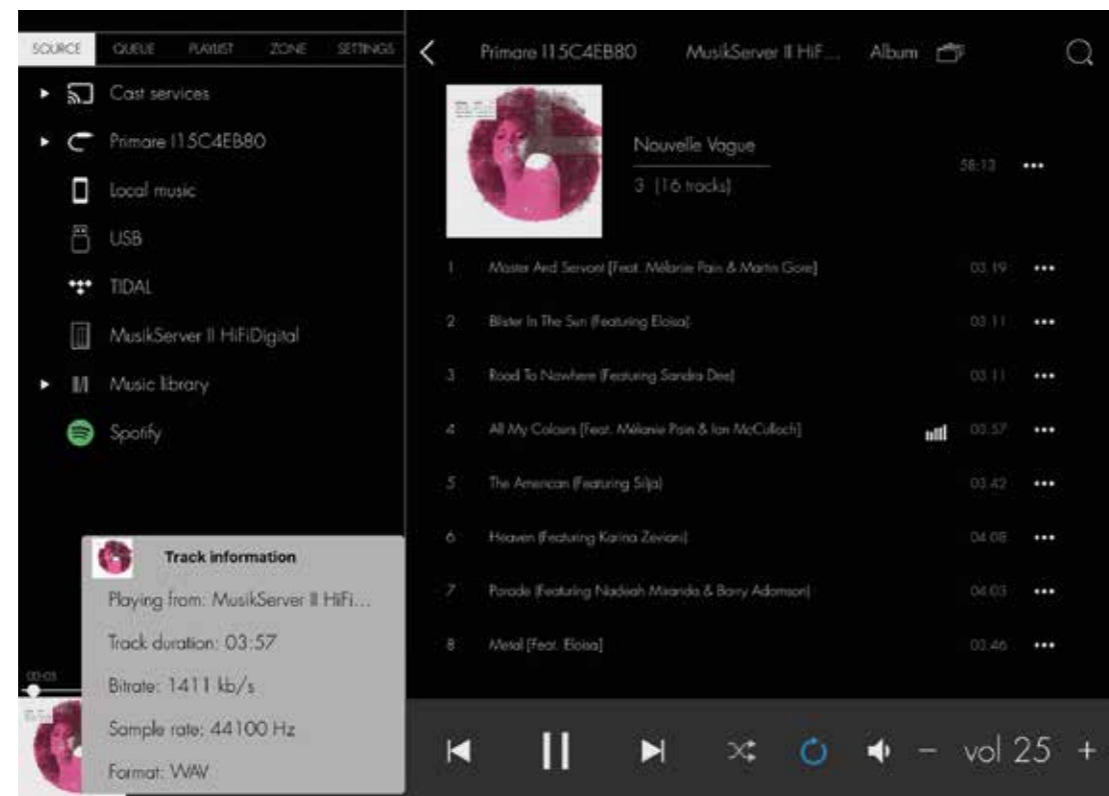 SOURCE QUEUE PLAYLIST ZONE SETTINGS
Cast services
Primare I15C4EB80
Local music
USB
TIDAL
MusikServer II HiFiDigital
Music library
Spotify
Track information
Playing from: MusikServer II HiFi...
Track duration: 03:57
Bitrate: 1411 kb/s
Sample rate: 44100 Hz
Format: WAV
00:03
Primare I15C4EB80 MusikServer II HiF... Album
Nouvelle Vague
3 (16 tracks)
58:13
1 Master And Servant [Feat. Mélanie Pain & Martin Gore] 03:19
2 Blister In The Sun (Featuring Eloisa) 03:11
3 Road To Nowhere (Featuring Sandra Dee) 03:11
4 All My Colours [Feat. Mélanie Pain & Ian McCulloch] 03:57
5 The American (Featuring Silja) 03:42
6 Heaven (Featuring Karina Zeviani) 04:08
7 Parade (Featuring Nadeah Miranda & Barry Adamson) 04:03
8 Metal [Feat. Eloisa] 03:46
vol 25